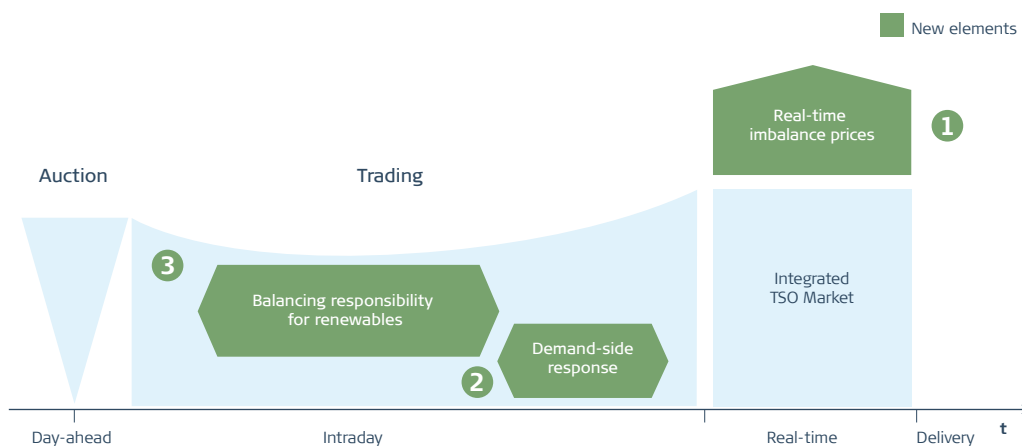 New elements
Real-time
imbalance prices
1
Auction
Trading
3
Balancing responsibility
for renewables
Integrated
TSO Market
Demand-side
response
2
t
Day-ahead
Intraday
Real-time
Delivery